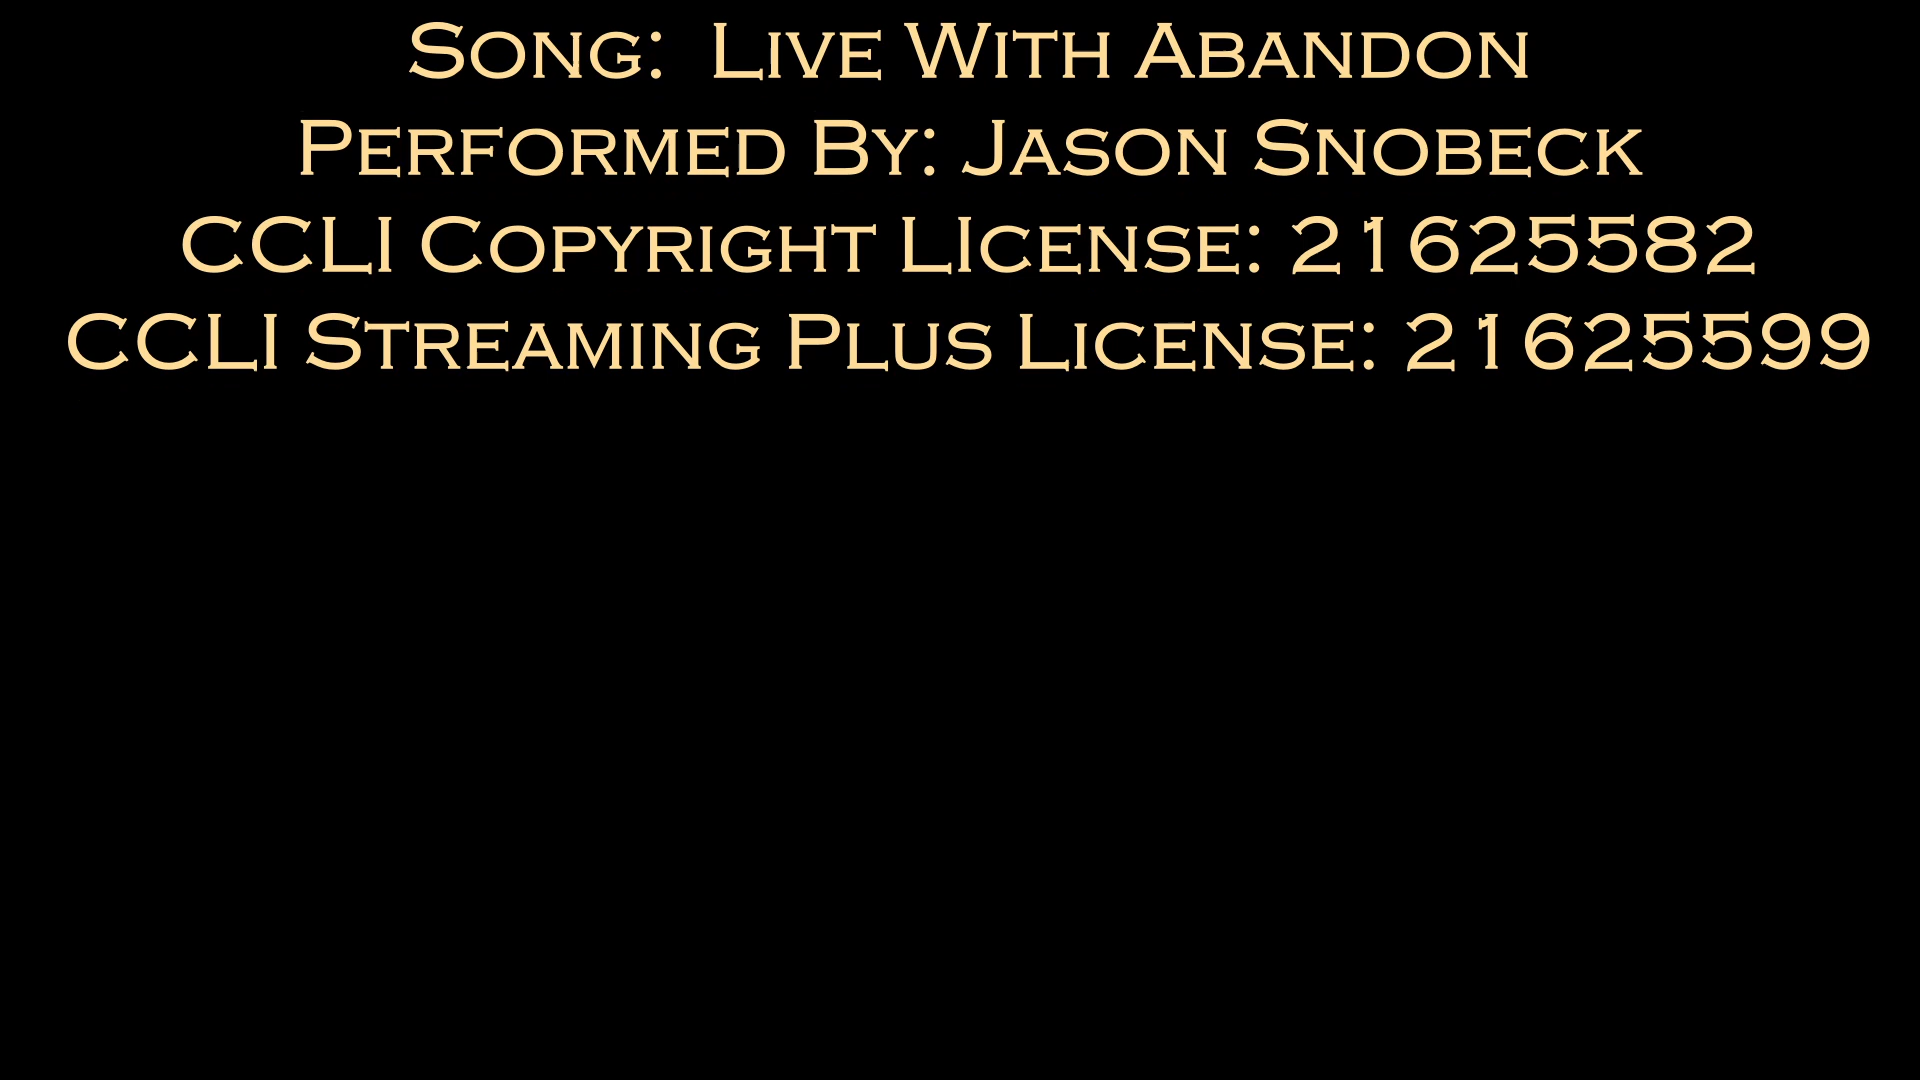 Song:  Live With Abandon
Performed By: Jason Snobeck
CCLI Copyright LIcense: 21625582
CCLI Streaming Plus License: 21625599